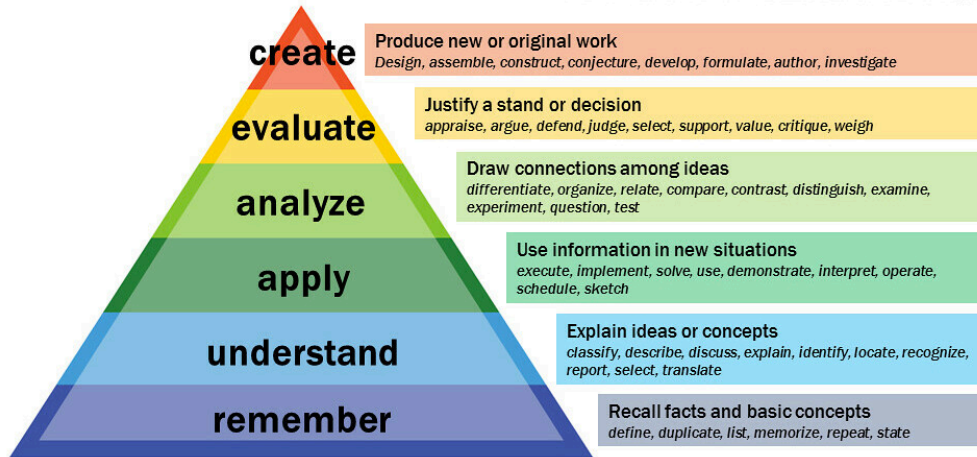 create
Produce new or original work
Design, assemble, construct, conjecture, develop, formulate, author, investigate
evaluate
Justify a stand or decision
appraise, argue, defend, judge, select, support, value, critique, weigh
analyze
Draw connections among ideas
differentiate, organize, relate, compare, contrast, distinguish, examine,
experiment, question, test
apply
Use information in new situations
execute, implement, solve, use, demonstrate, interpret, operate,
schedule, sketch
understand
Explain ideas or concepts
classify, describe, discuss, explain, identify, locate, recognize,
report, select, translate
remember
Recall facts and basic concepts
define, duplicate, list, memorize, repeat, state